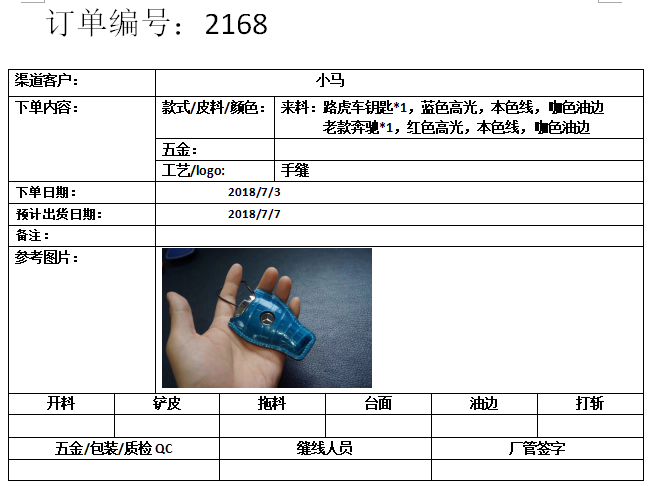 订单编号：2168
渠道客户： 小马
下单内容： 款式/皮料/颜色： 来料：路虎车钥匙*1，蓝色高光，本色线，咖色油边
老款奔驰*1，红色高光，本色线，咖色油边
五金：
工艺/logo: 手缝
下单日期： 2018/7/3
预计出货日期： 2018/7/7
备注：
参考图片：
开料 铲皮 拖料 台面 油边 打斩
五金/包装/质检 QC 缝线人员 厂管签字